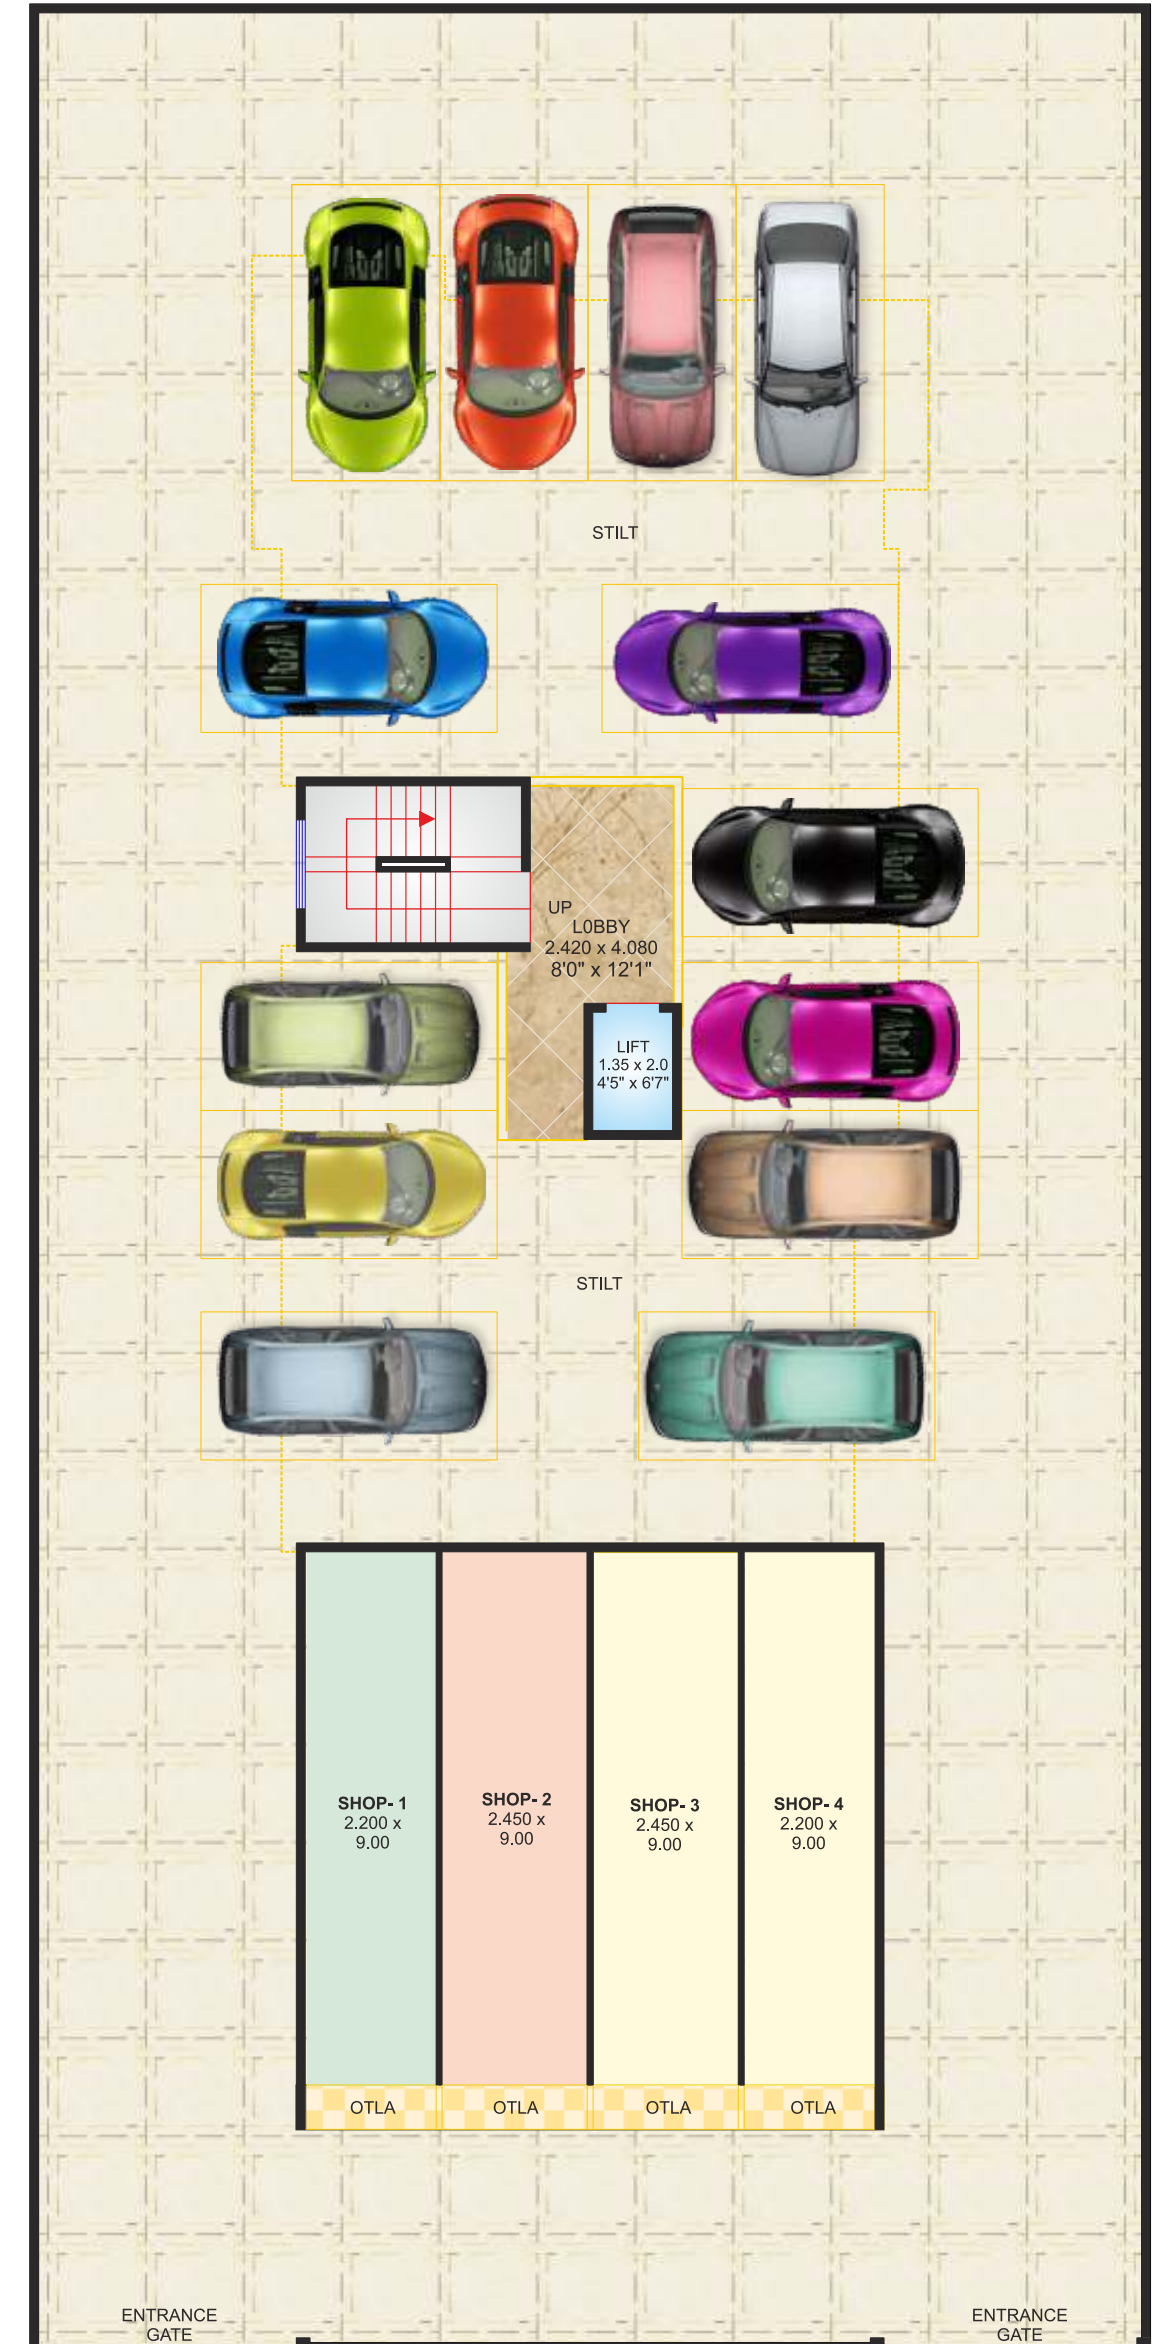 STILT
UP
L0BBY
2.420 x 4.080
8'0" x 12'1"
LIFT
1.35 x 2.0
4'5" x 6'7"
STILT
SHOP- 1
2.200 x
9.00
SHOP- 2
2.450 x
9.00
SHOP- 3
2.450 x
9.00
SHOP- 4
2.200 x
9.00
OTLA
OTLA
OTLA
OTLA
ENTRANCE
GATE
ENTRANCE
GATE